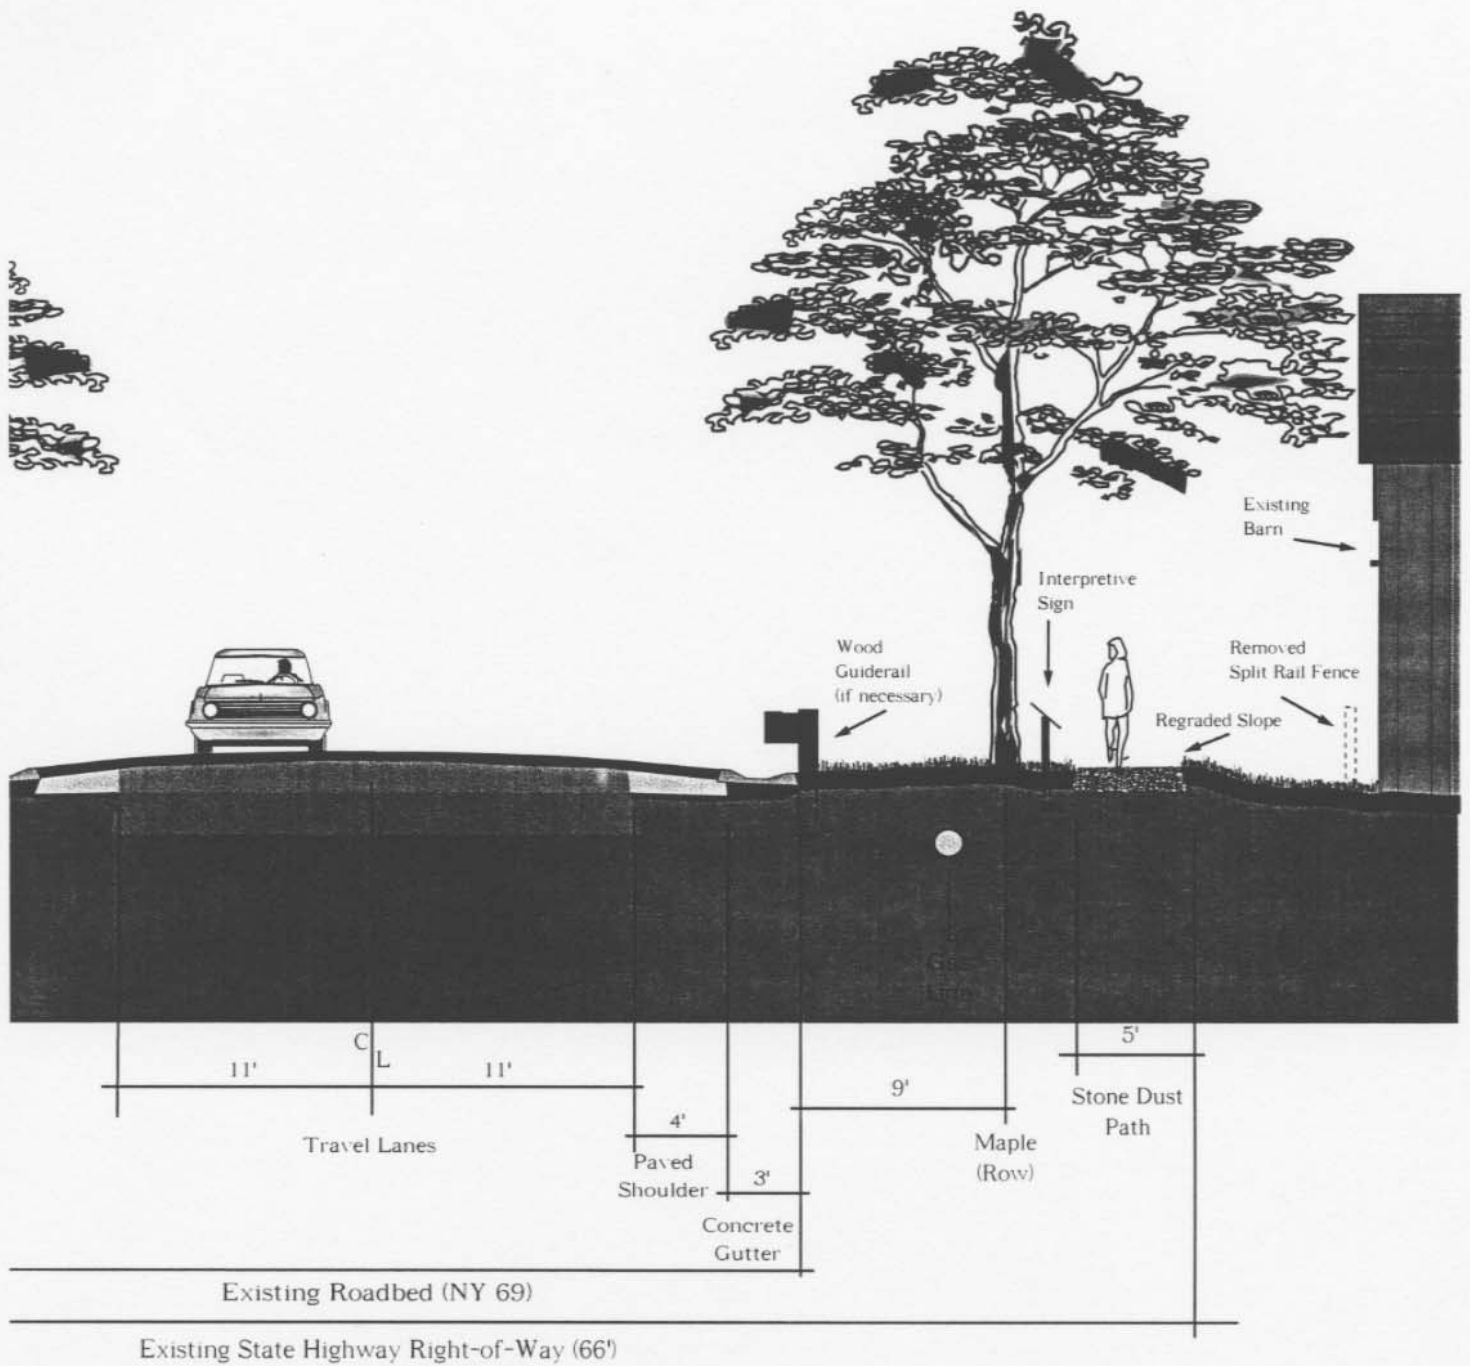 Existing
Barn
Interpretive
Sign
Wood
Guiderail
(if necessary)
Removed
Split Rail Fence
Regraded Slope
C
L
11'
11'
Travel Lanes
4'
Paved
Shoulder
3'
Concrete
Gutter
9'
Maple
(Row)
5'
Stone Dust
Path
Existing Roadbed (NY 69)
Existing State Highway Right-of-Way (66')